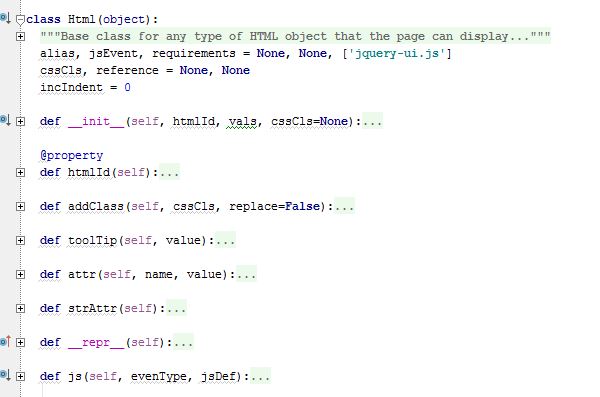 class Html(object):
"""Base class for any type of HTML object that the page can display..."""
alias, jsEvent, requirements = None, None, ['jquery-ui.js']
cssCls, reference = None, None
incIndent = 0
def __init__(self, htmlId, vals, cssCls=None):...
@property
def htmlId(self):...
def addClass(self, cssCls, replace=False):...
def toolTip(self, value):...
def attr(self, name, value):...
def strAttr(self):...
def __repr__(self):...
def js(self, evenType, jsDef):...